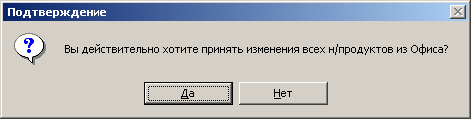 Подтверждение
Вы действительно хотите принять изменения всех н/продуктов из Офиса?
Да
Нет